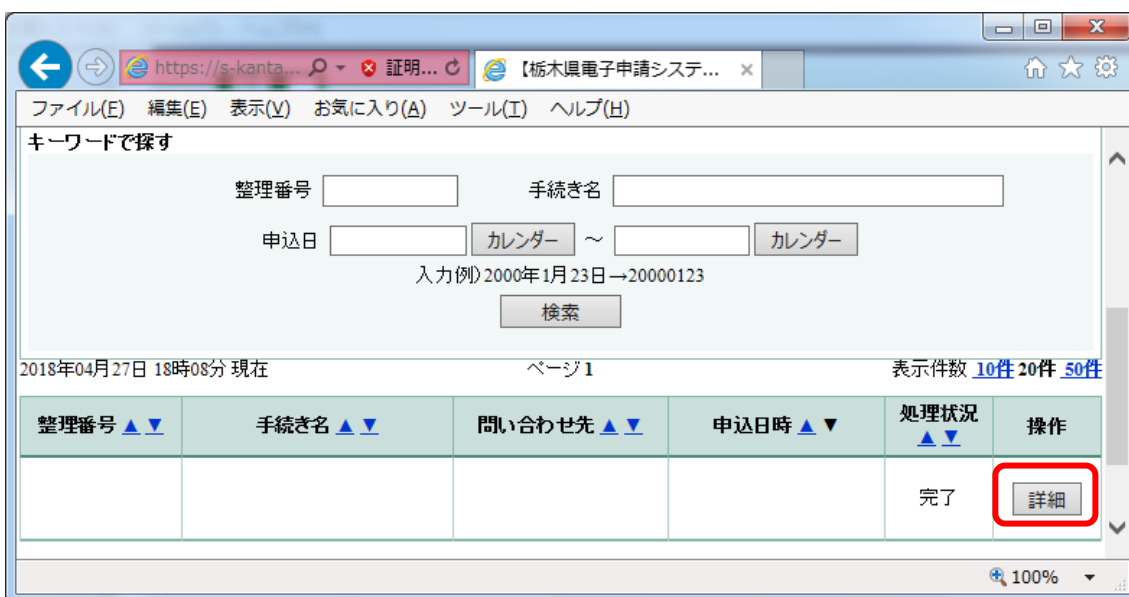 https://s-kanta... 証明... 【栃木県電子申請システ... ×
ファイル(F) 編集(E) 表示(V) お気に入り(A) ツール(T) ヘルプ(H)
キーワードで探す
整理番号 手続き名
申込日 カレンダー ～ カレンダー
入力例）2000年1月23日→20000123
検索
2018年04月27日 18時08分 現在 ページ 1 表示件数 10件 20件 50件
整理番号 ▲ ▼ 手続き名 ▲ ▼ 問い合わせ先 ▲ ▼ 申込日時 ▲ ▼ 処理状況 ▲ ▼ 操作
完了 詳細
100%